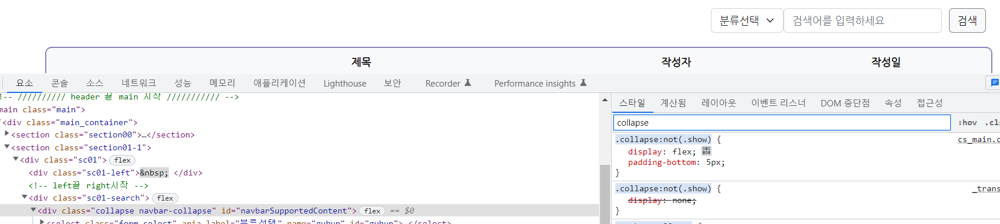 분류선택 검색어를 입력하세요 검색
제목 작성자 작성일
요소 콘솔 소스 네트워크 성능 메모리 애플리케이션 Lighthouse 보안 Recorder Performance insights
!-- ////////// header 끝 main 시작 /////////// -->
main class="main">
<div class="main_container">
<section class="section00">…</section>
<section class="section01-1">
<div class="sc01"> flex
<div class="sc01-left">&nbsp; </div>
<!-- left끝 right시작 -->
<div class="sc01-search"> flex
<div class="collapse navbar-collapse" id="navbarSupportedContent"> flex == $0
<select class="form-select" aria-label="분류선택" name="gubun" id="gubun"> </select>
스타일 계산됨 레이아웃 이벤트 리스너 DOM 중단점 속성 접근성
collapse :hov .cls
.collapse:not(.show) { cs_main.c
display: flex;
padding-bottom: 5px;
}
.collapse:not(.show) { _trans
display: none;
}